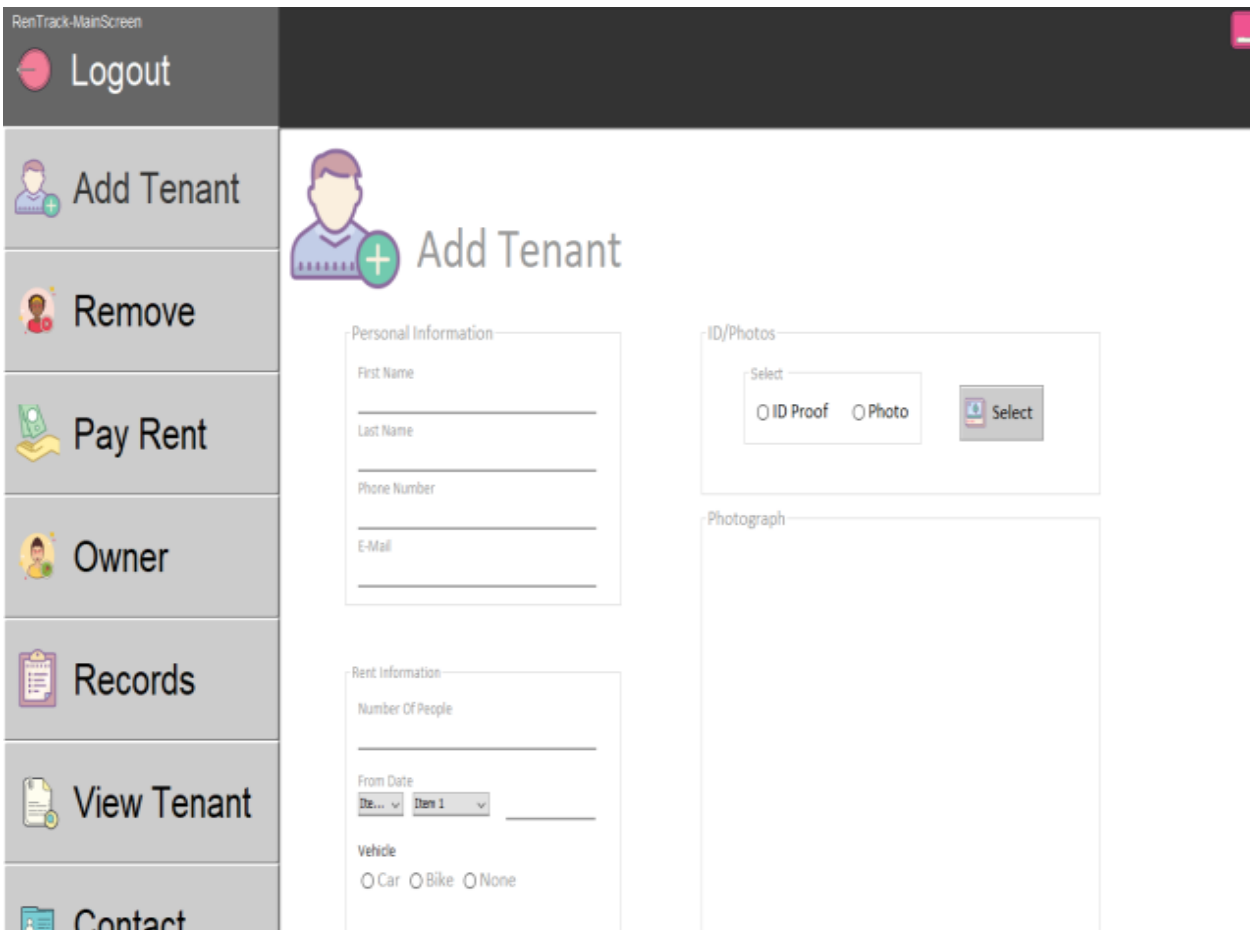 RenTrack-MainScreen
Logout
Add Tenant
Remove
Pay Rent
Owner
Records
View Tenant
Contact
Add Tenant
Personal Information
First Name
Last Name
Phone Number
E-Mail
Rent Information
Number Of People
From Date
Ite... Item 1
Vehicle
Car Bike None
ID/Photos
Select
ID Proof Photo
Select
Photograph